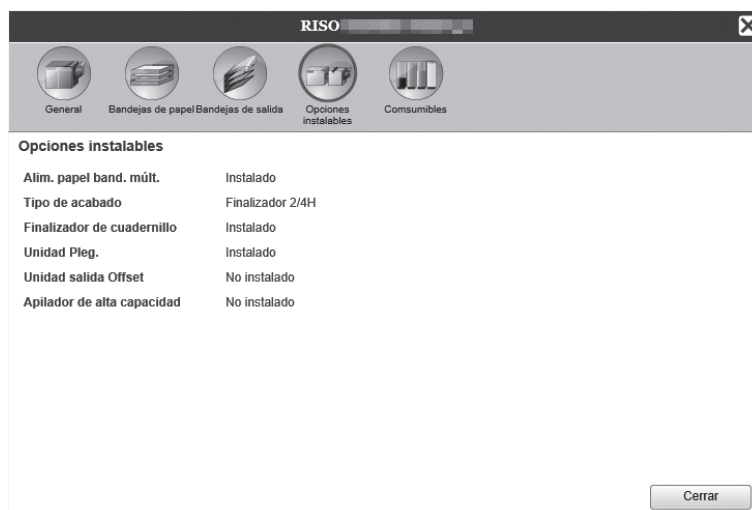 RISO
General
Bandejas de papel
Bandejas de salida
Opciones
instalables
Comsumibles
Opciones instalables
Alim. papel band. múlt. Instalado
Tipo de acabado Finalizador 2/4H
Finalizador de cuadernillo Instalado
Unidad Pleg. Instalado
Unidad salida Offset No instalado
Apilador de alta capacidad No instalado
Cerrar